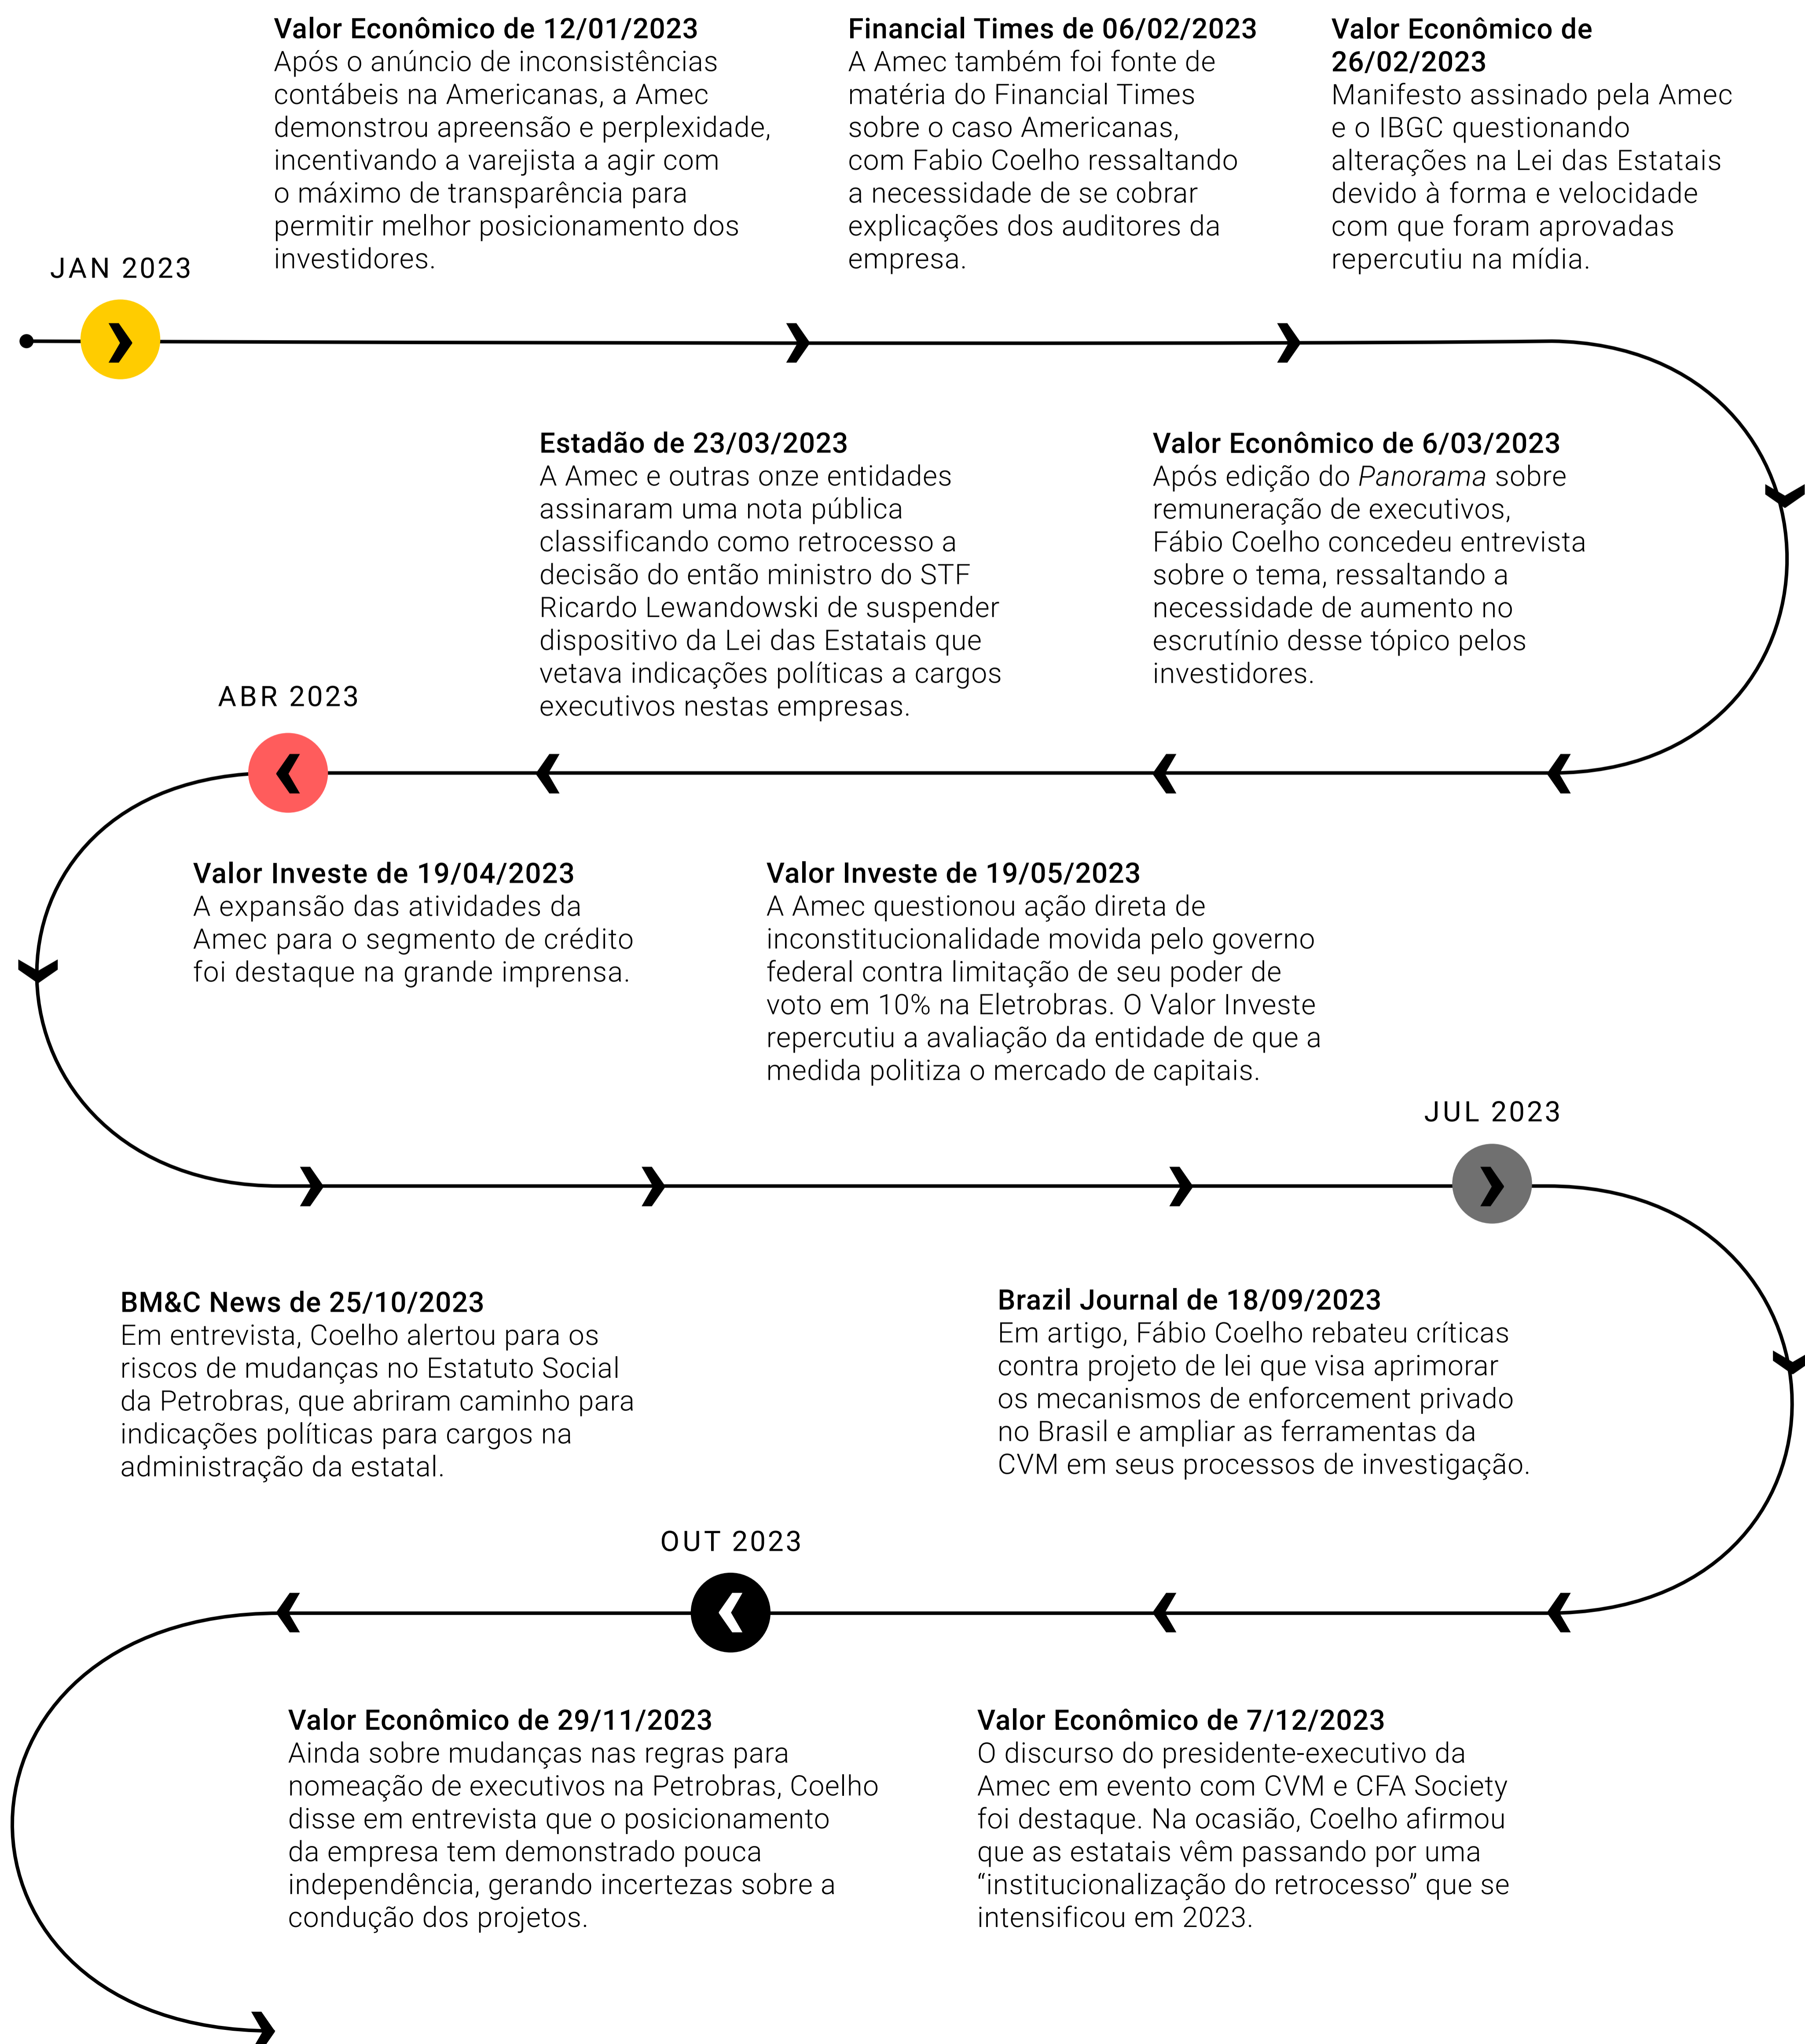 JAN 2023
Valor Econômico de 12/01/2023
Após o anúncio de inconsistências
contábeis na Americanas, a Amec
demonstrou apreensão e perplexidade,
incentivando a varejista a agir com
o máximo de transparência para
permitir melhor posicionamento dos
investidores.
Financial Times de 06/02/2023
A Amec também foi fonte de
matéria do Financial Times
sobre o caso Americanas,
com Fabio Coelho ressaltando
a necessidade de se cobrar
explicações dos auditores da
empresa.
Valor Econômico de
26/02/2023
Manifesto assinado pela Amec
e o IBGC questionando
alterações na Lei das Estatais
devido à forma e velocidade
com que foram aprovadas
repercutiu na mídia.
Valor Econômico de 6/03/2023
Após edição do Panorama sobre
remuneração de executivos,
Fábio Coelho concedeu entrevista
sobre o tema, ressaltando a
necessidade de aumento no
escrutínio desse tópico pelos
investidores.
Estadão de 23/03/2023
A Amec e outras onze entidades
assinaram uma nota pública
classificando como retrocesso a
decisão do então ministro do STF
Ricardo Lewandowski de suspender
dispositivo da Lei das Estatais que
vetava indicações políticas a cargos
executivos nestas empresas.
ABR 2023
Valor Investe de 19/04/2023
A expansão das atividades da
Amec para o segmento de crédito
foi destaque na grande imprensa.
Valor Investe de 19/05/2023
A Amec questionou ação direta de
inconstitucionalidade movida pelo governo
federal contra limitação de seu poder de
voto em 10% na Eletrobras. O Valor Investe
repercutiu a avaliação da entidade de que a
medida politiza o mercado de capitais.
JUL 2023
Brazil Journal de 18/09/2023
Em artigo, Fábio Coelho rebateu críticas
contra projeto de lei que visa aprimorar
os mecanismos de enforcement privado
no Brasil e ampliar as ferramentas da
CVM em seus processos de investigação.
OUT 2023
BM&C News de 25/10/2023
Em entrevista, Coelho alertou para os
riscos de mudanças no Estatuto Social
da Petrobras, que abriram caminho para
indicações políticas para cargos na
administração da estatal.
Valor Econômico de 29/11/2023
Ainda sobre mudanças nas regras para
nomeação de executivos na Petrobras, Coelho
disse em entrevista que o posicionamento
da empresa tem demonstrado pouca
independência, gerando incertezas sobre a
condução dos projetos.
Valor Econômico de 7/12/2023
O discurso do presidente-executivo da
Amec em evento com CVM e CFA Society
foi destaque. Na ocasião, Coelho afirmou
que as estatais vêm passando por uma
“institucionalização do retrocesso” que se
intensificou em 2023.